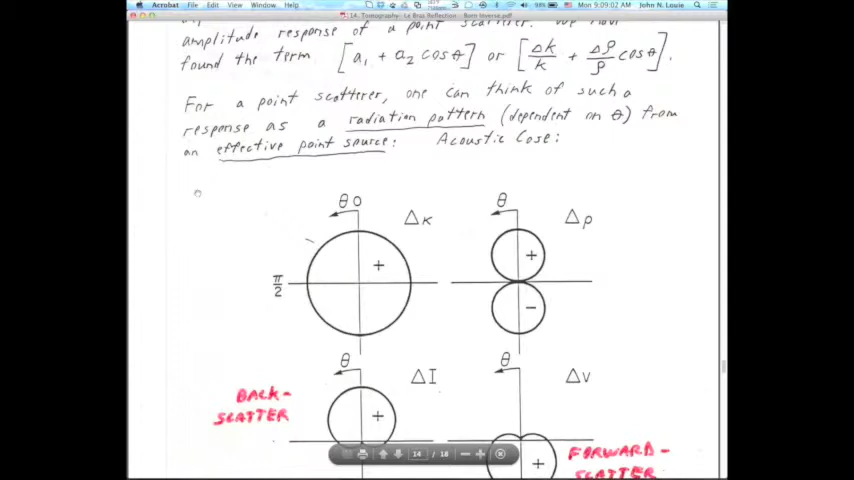 Acrobat File Edit View Window Help
98% Mon 9:09:02 AM John N. Louie
14. Tomography - Le Bras Reflection - Born Inverse.pdf
amplitude response of a point scatterer. We have
found the term [a₁ + a₂ cosθ] or [Δk/k + Δρ/ρ cosθ].
For a point scatterer, one can think of such a
response as a radiation pattern (dependent on θ) from
an effective point source: Acoustic Case:
θ 0 Δκ θ Δρ
+ +
π/2
−
θ ΔI θ Δv
BACK-
SCATTER +
14 / 18
FORWARD-
+ SCATTER